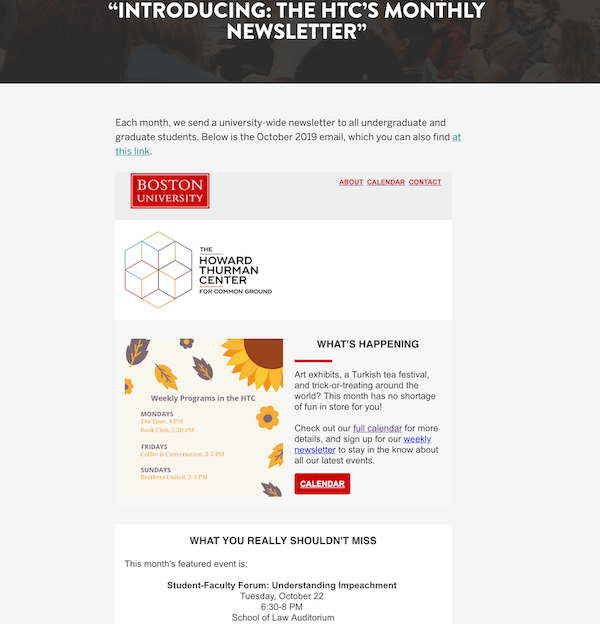 “INTRODUCING: THE HTC’S MONTHLY
NEWSLETTER”
Each month, we send a university-wide newsletter to all undergraduate and
graduate students. Below is the October 2019 email, which you can also find at
this link.
BOSTON
UNIVERSITY
ABOUT CALENDAR CONTACT
THE
HOWARD
THURMAN
CENTER
FOR COMMON GROUND
Weekly Programs in the HTC
MONDAYS
Tea Time, 4 PM
Book Club, 5:30 PM
FRIDAYS
Coffee & Conversation, 3-5 PM
SUNDAYS
Brothers United, 2-4 PM
WHAT'S HAPPENING
Art exhibits, a Turkish tea festival,
and trick-or-treating around the
world? This month has no shortage
of fun in store for you!
Check out our full calendar for more
details, and sign up for our weekly
newsletter to stay in the know about
all our latest events.
CALENDAR
WHAT YOU REALLY SHOULDN'T MISS
This month's featured event is:
Student-Faculty Forum: Understanding Impeachment
Tuesday, October 22
6:30-8 PM
School of Law Auditorium